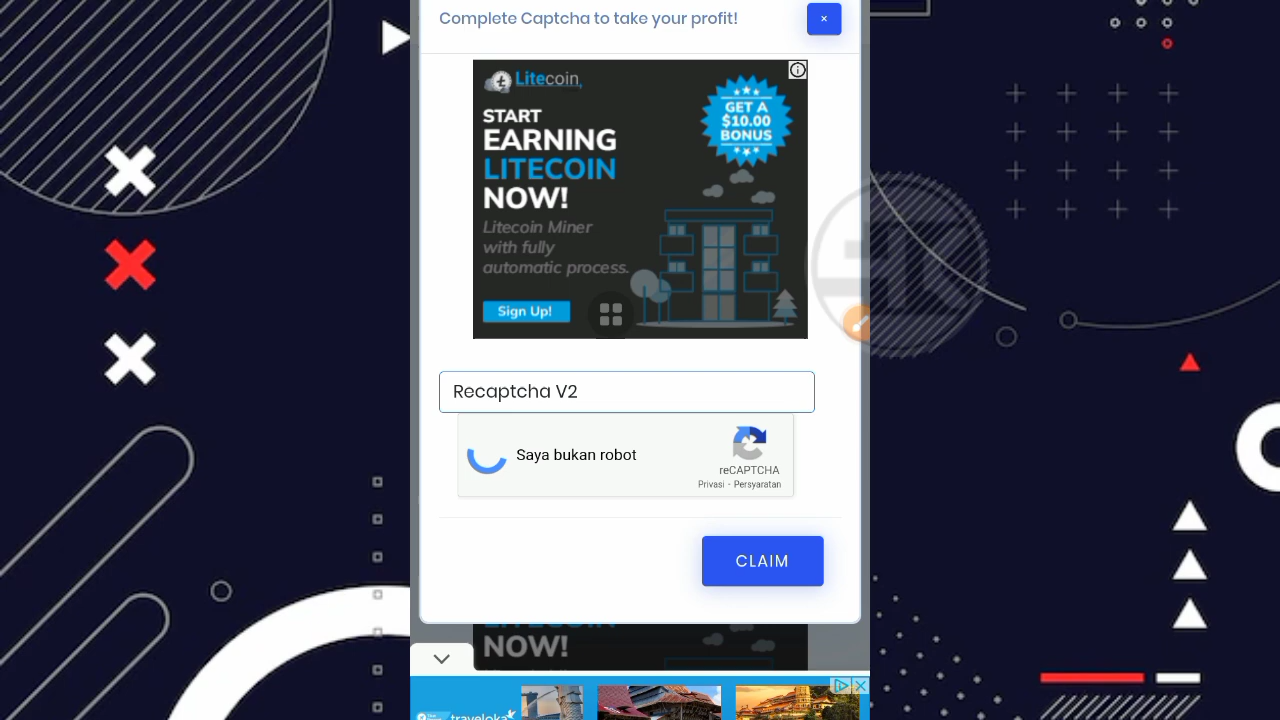 Complete Captcha to take your profit!
×
Litecoin
START
EARNING
LITECOIN
NOW!
Litecoin Miner
with fully
automatic process.
Sign Up!
GET A
$10.00
BONUS
Recaptcha V2
Saya bukan robot
reCAPTCHA
Privasi - Persyaratan
CLAIM
NOW!
traveloka